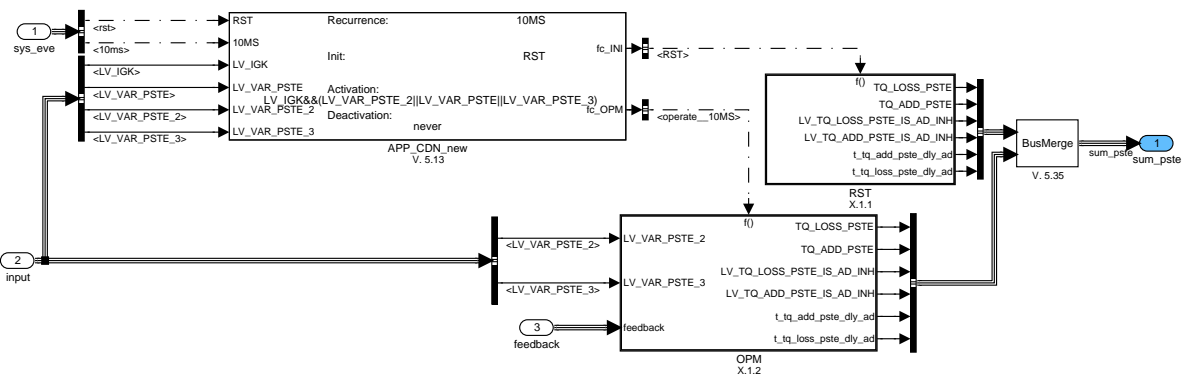 1
sys_eve
<rst>
<10ms>
<LV_IGK>
<LV_VAR_PSTE>
<LV_VAR_PSTE_2>
<LV_VAR_PSTE_3>
RST
10MS
LV_IGK
LV_VAR_PSTE
LV_VAR_PSTE_2
LV_VAR_PSTE_3
Recurrence: 10MS
Init: RST
Activation:
LV_IGK&&(LV_VAR_PSTE_2||LV_VAR_PSTE||LV_VAR_PSTE_3)
Deactivation:
never
fc_INI
fc_OPM
APP_CDN_new
V. 5.13
<RST>
<operate__10MS>
f()
TQ_LOSS_PSTE
TQ_ADD_PSTE
LV_TQ_LOSS_PSTE_IS_AD_INH
LV_TQ_ADD_PSTE_IS_AD_INH
t_tq_add_pste_dly_ad
t_tq_loss_pste_dly_ad
RST
X.1.1
BusMerge
V. 5.35
sum_pste
1
sum_pste
2
input
<LV_VAR_PSTE_2>
<LV_VAR_PSTE_3>
3
feedback
f()
LV_VAR_PSTE_2
LV_VAR_PSTE_3
feedback
TQ_LOSS_PSTE
TQ_ADD_PSTE
LV_TQ_LOSS_PSTE_IS_AD_INH
LV_TQ_ADD_PSTE_IS_AD_INH
t_tq_add_pste_dly_ad
t_tq_loss_pste_dly_ad
OPM
X.1.2